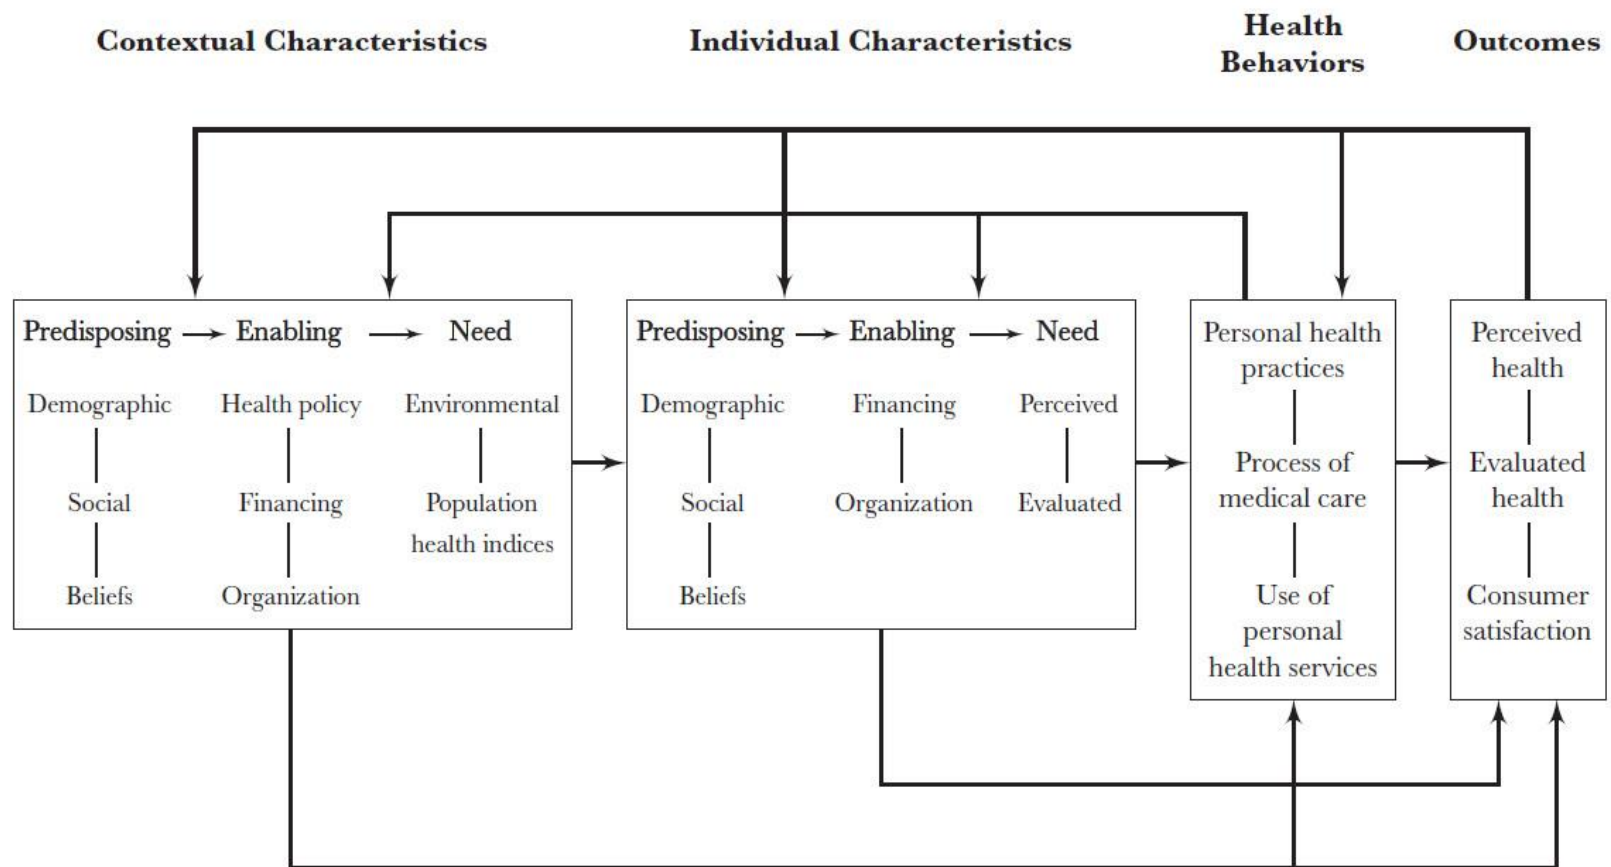 Contextual Characteristics
Individual Characteristics
Health
Behaviors
Outcomes
Predisposing
Enabling
Need
Demographic
Social
Beliefs
Health policy
Financing
Organization
Environmental
Population
health indices
Predisposing
Enabling
Need
Demographic
Social
Beliefs
Financing
Organization
Perceived
Evaluated
Personal health
practices
Process of
medical care
Use of
personal
health services
Perceived
health
Evaluated
health
Consumer
satisfaction